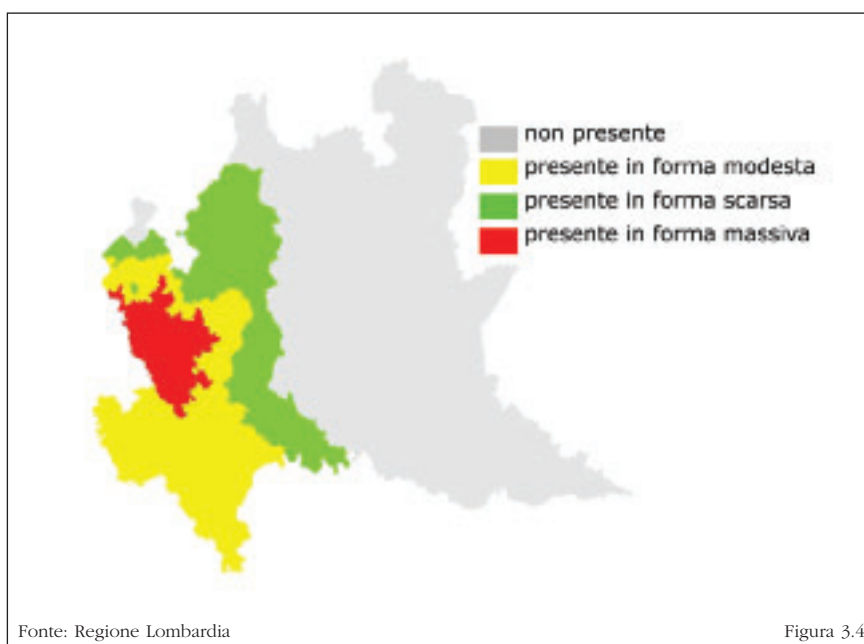 non presente
presente in forma modesta
presente in forma scarsa
presente in forma massiva
Fonte: Regione Lombardia
Figura 3.4